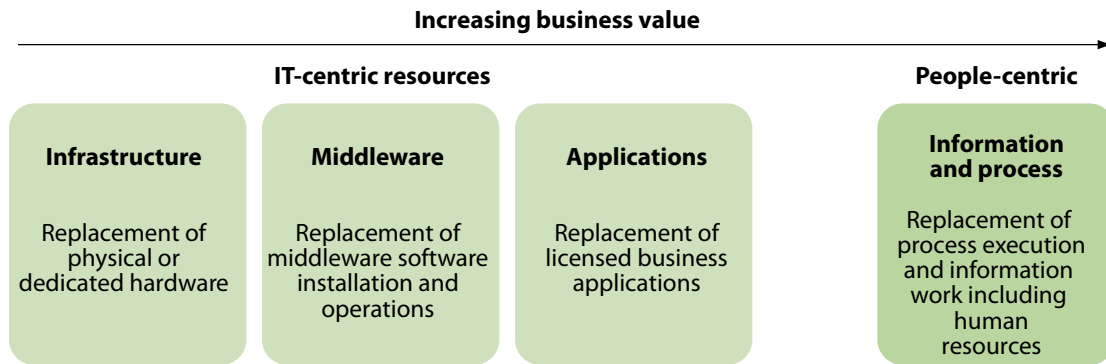 Increasing business value
IT-centric resources
People-centric
Infrastructure
Replacement of
physical or
dedicated hardware
Middleware
Replacement of
middleware software
installation and
operations
Applications
Replacement of
licensed business
applications
Information
and process
Replacement of
process execution
and information
work including
human
resources